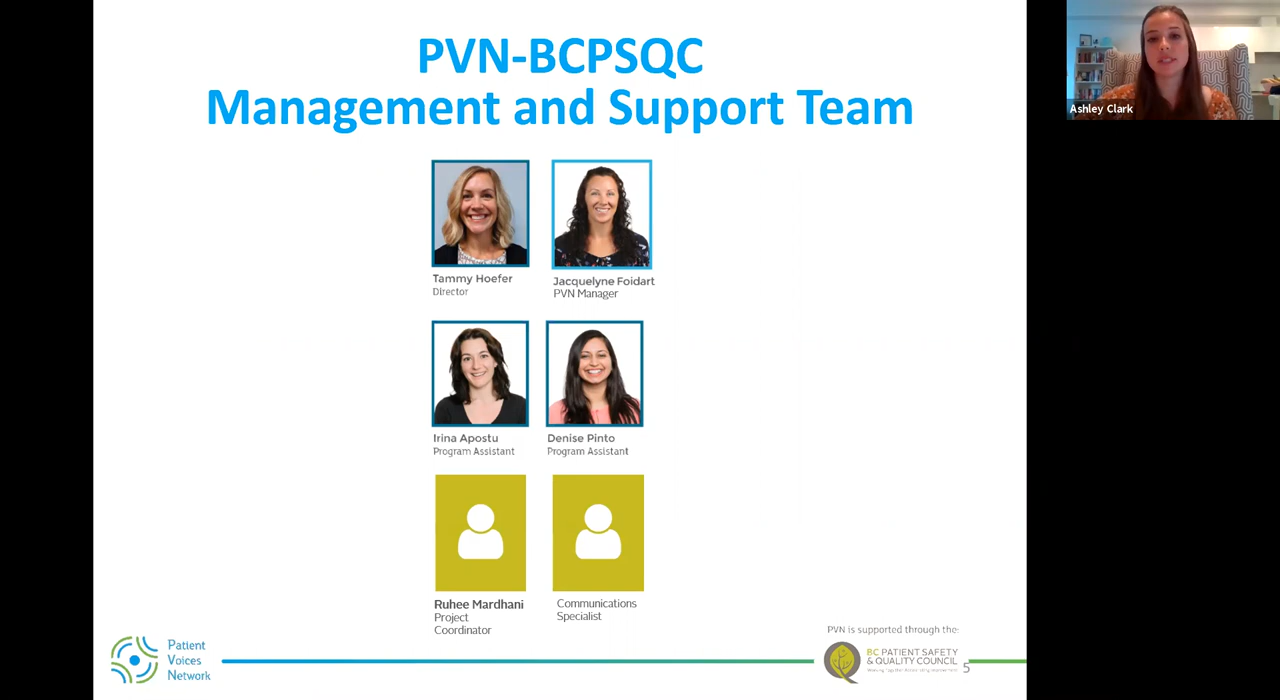 PVN-BCPSQC
Management and Support Team
Ashley Clark
Tammy Hoefer
Director
Jacquelyne Foidart
PVN Manager
Irina Apostu
Program Assistant
Denise Pinto
Program Assistant
Ruhee Mardhani
Project
Coordinator
Communications
Specialist
Patient
Voices
Network
PVN is supported through the:
BC PATIENT SAFETY
& QUALITY COUNCIL
5